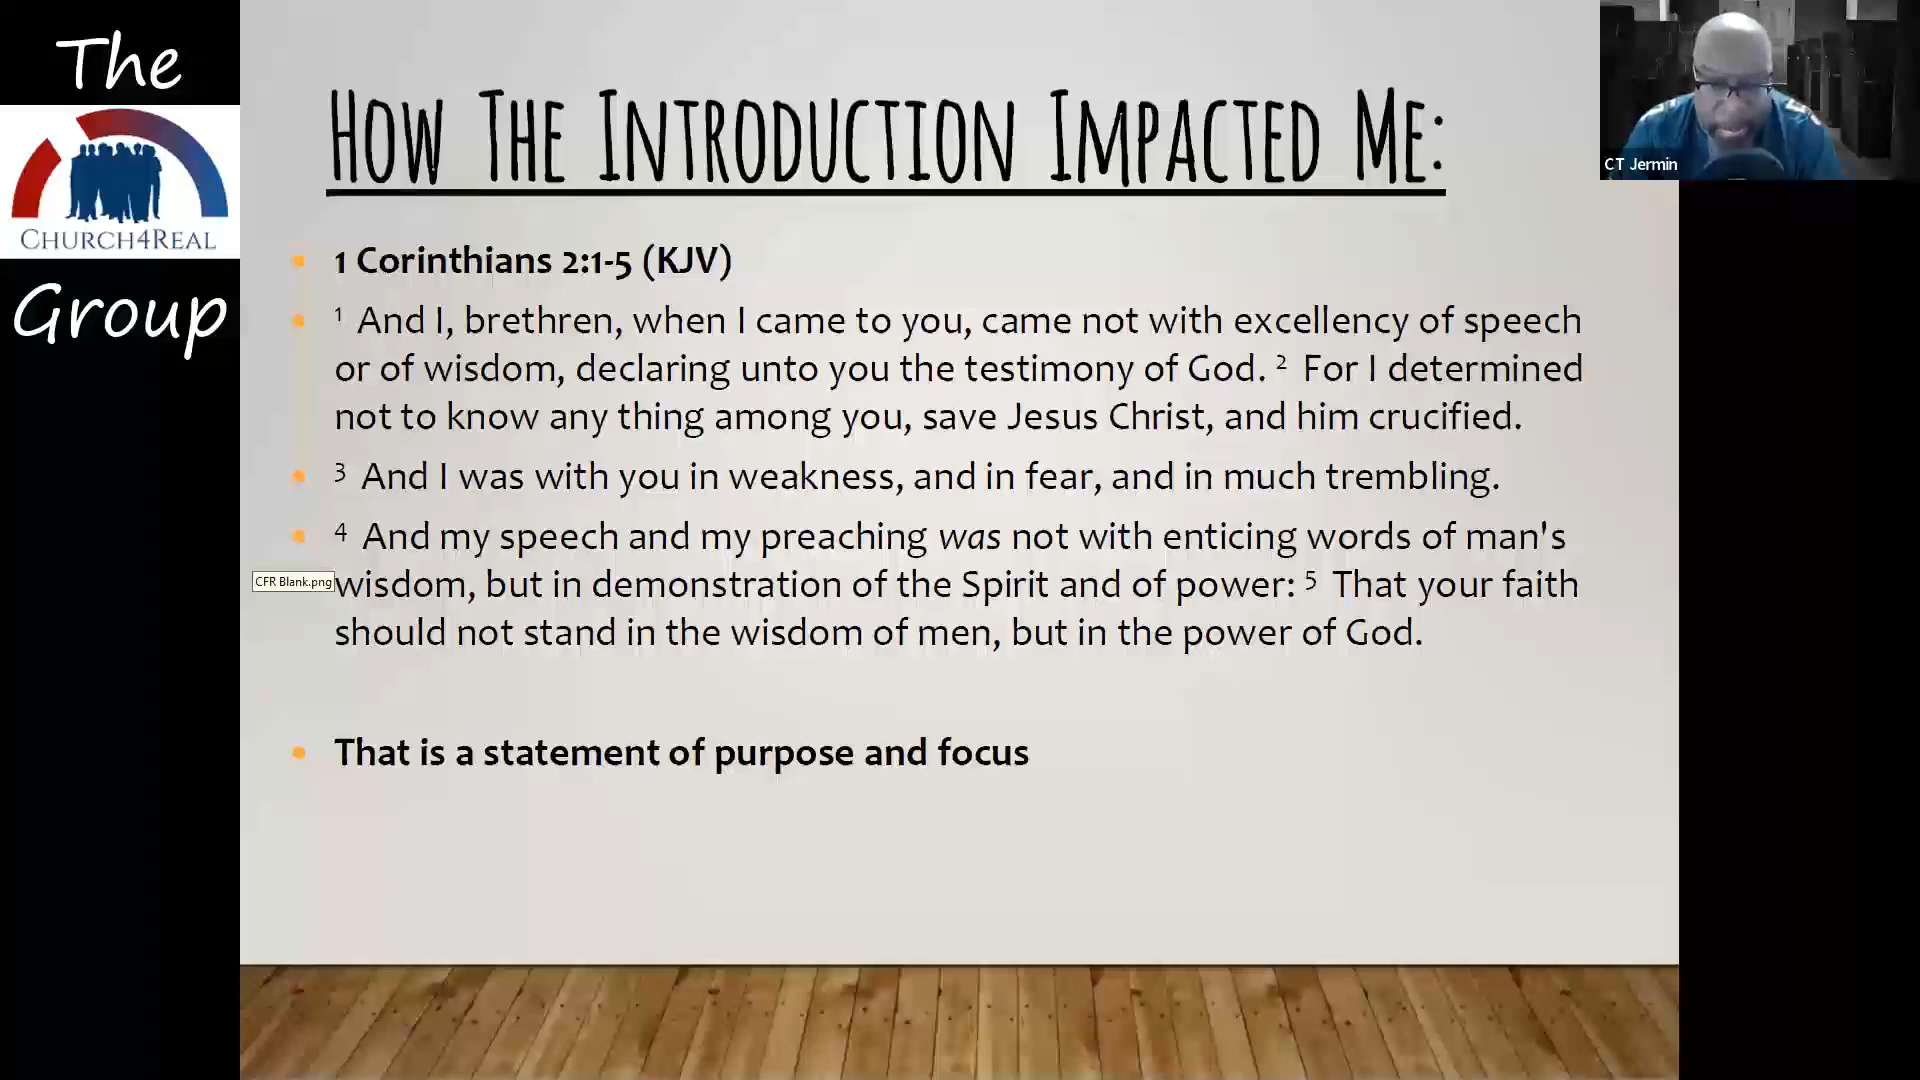 The
CHURCH4REAL
Group
HOW THE INTRODUCTION IMPACTED ME:
1 Corinthians 2:1-5 (KJV)
1 And I, brethren, when I came to you, came not with excellency of speech
or of wisdom, declaring unto you the testimony of God. 2 For I determined
not to know any thing among you, save Jesus Christ, and him crucified.
3 And I was with you in weakness, and in fear, and in much trembling.
4 And my speech and my preaching was not with enticing words of man's
wisdom, but in demonstration of the Spirit and of power: 5 That your faith
should not stand in the wisdom of men, but in the power of God.
That is a statement of purpose and focus
CFR Blank.png
CT Jermin